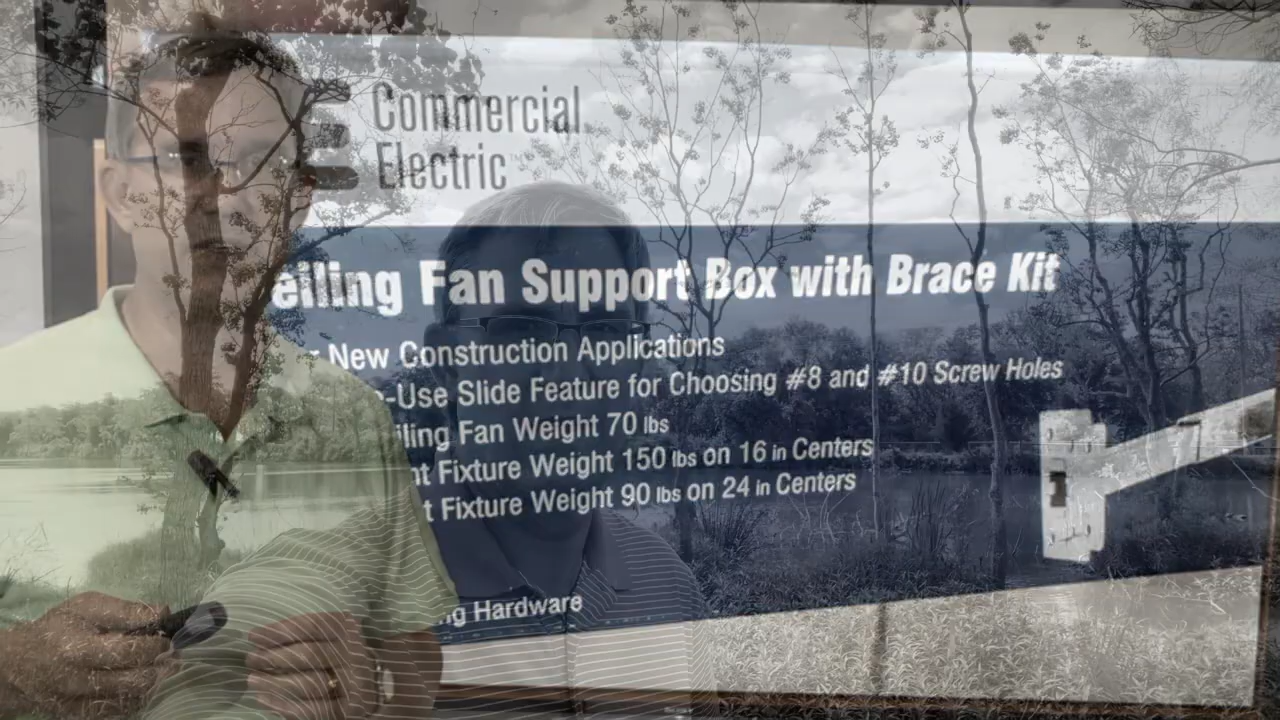 Commercial
Electric
eiling Fan Support Box with Brace Kit
r New Construction Applications
-Use Slide Feature for Choosing #8 and #10 Screw Holes
iling Fan Weight 70 lbs
t Fixture Weight 150 lbs on 16 in Centers
t Fixture Weight 90 lbs on 24 in Centers
g Hardware